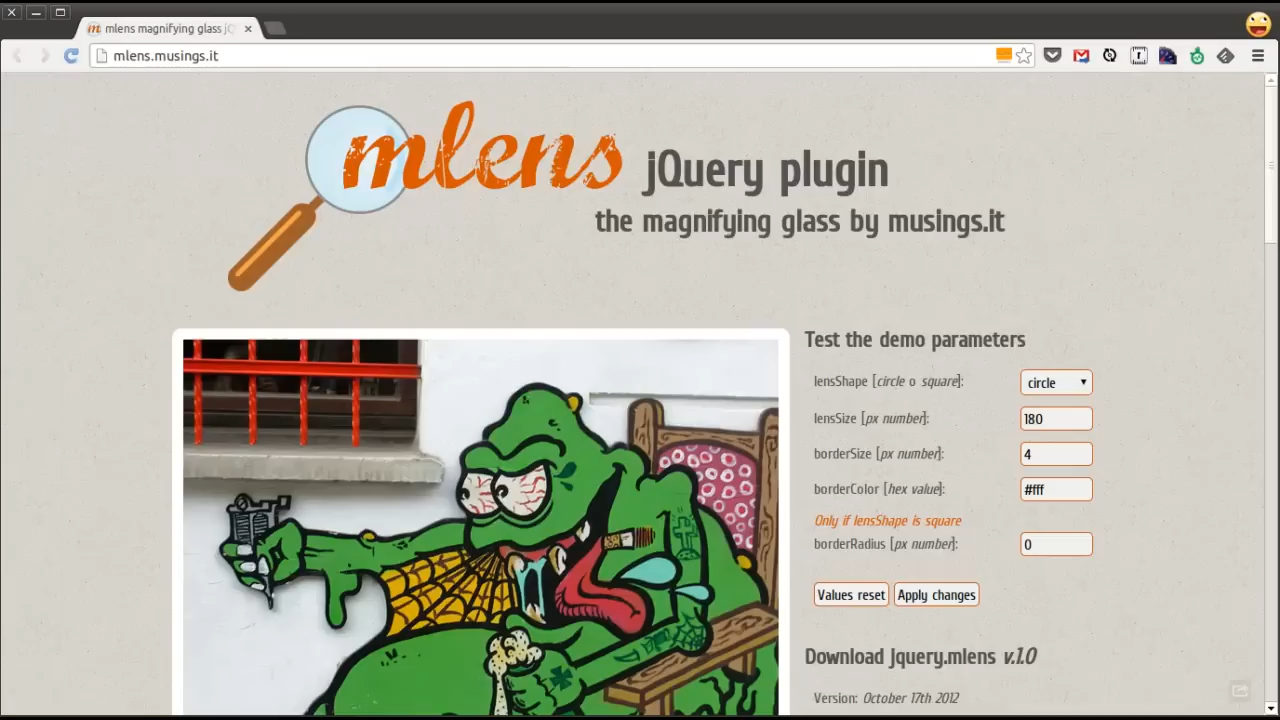 mlens magnifying glass jQ
mlens.musings.it
mlens jQuery plugin
the magnifying glass by musings.it
Test the demo parameters
lensShape [circle o square]:
circle
lensSize [px number]:
180
borderSize [px number]:
4
borderColor [hex value]:
#fff
Only if lensShape is square
borderRadius [px number]:
0
Values reset
Apply changes
Download jquery.mlens v.1.0
Version: October 17th 2012